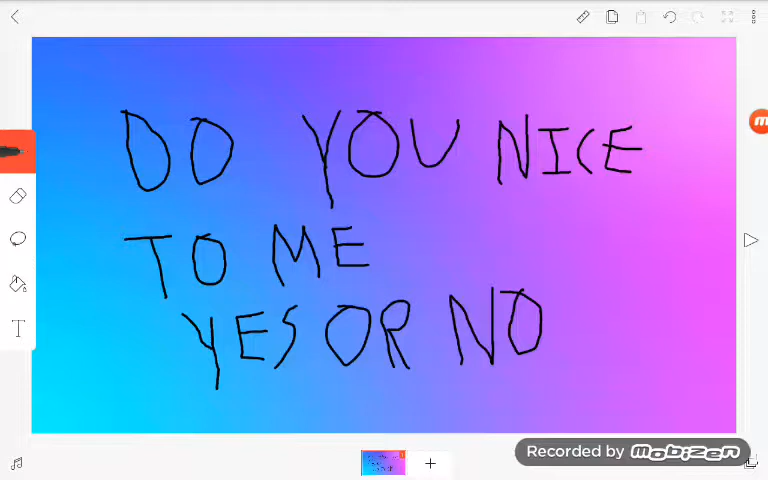 DO YOU NICE
TO ME
YES OR NO
T
Recorded by MOBIZEN